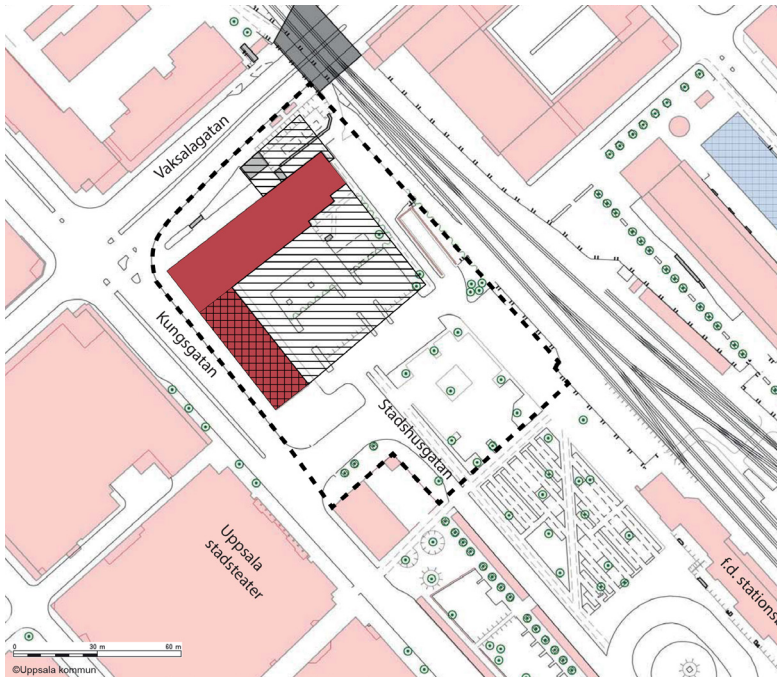 Vaksalagatan
Kungsgatan
Stadshusgatan
Uppsala
stadsteater
f.d. stations
0 30 m 60 m
©Uppsala kommun